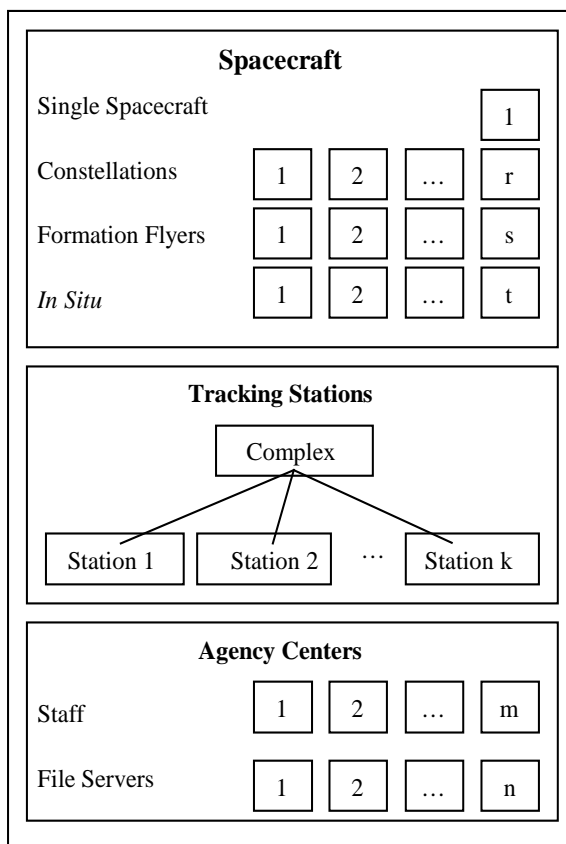 Spacecraft
Single Spacecraft 1
Constellations 1 2 … r
Formation Flyers 1 2 … s
In Situ 1 2 … t
Tracking Stations
Complex
Station 1 Station 2 … Station k
Agency Centers
Staff 1 2 … m
File Servers 1 2 … n